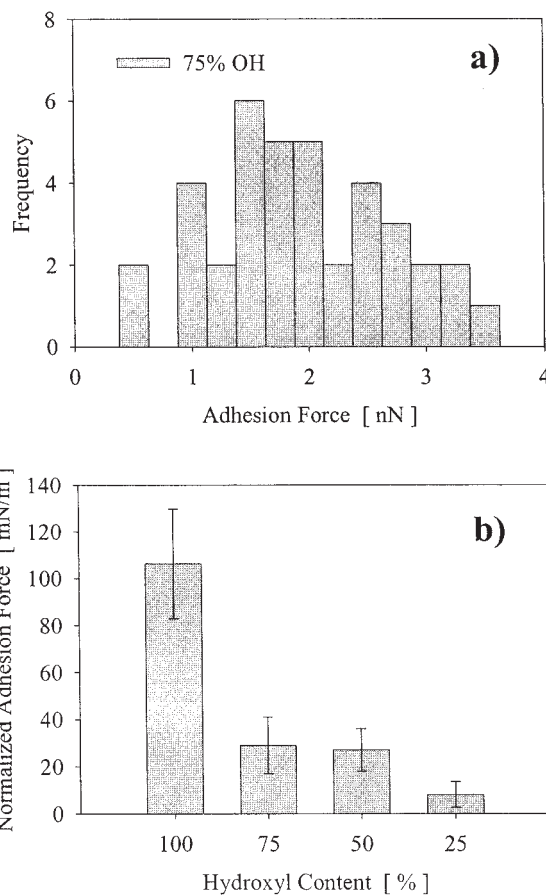 8
a)
75% OH
6
4
2
0
Frequency
0 1 2 3 4
Adhesion Force [ nN ]
140
b)
120
100
80
60
40
20
0
Normalized Adhesion Force [ mN/m ]
100 75 50 25
Hydroxyl Content [ % ]